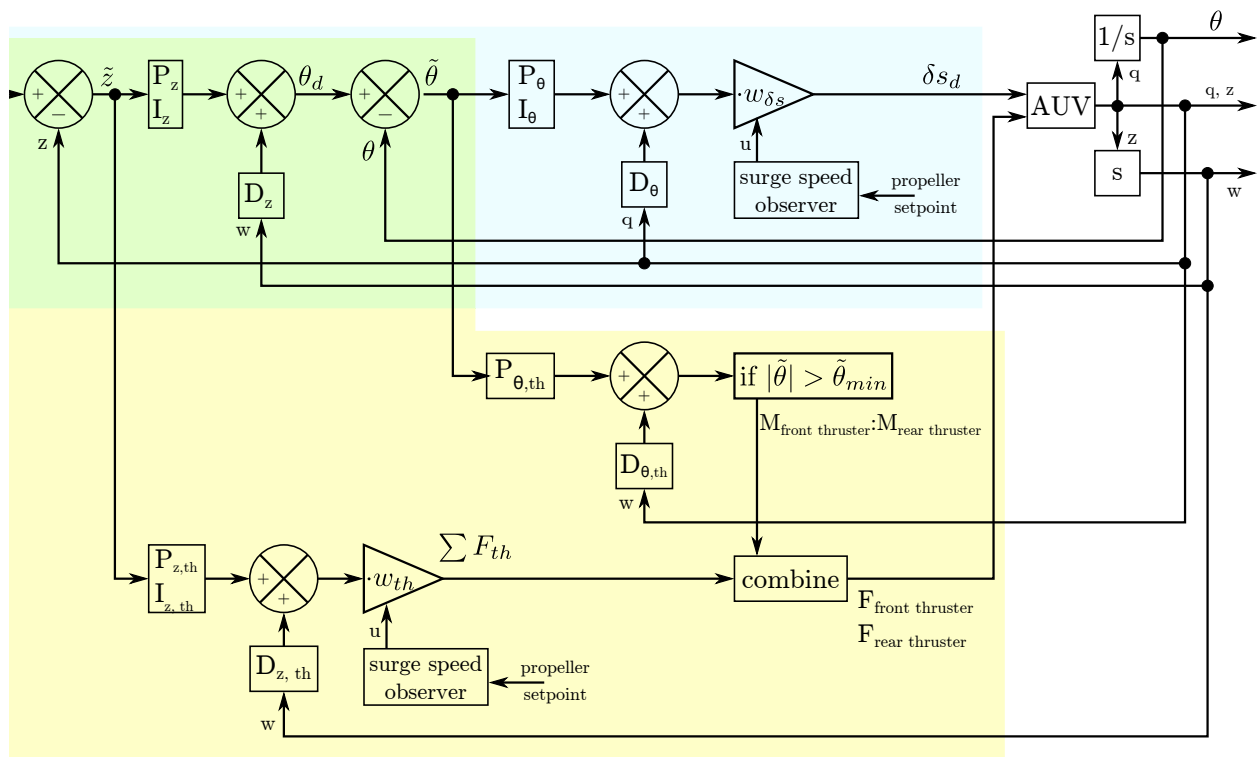 1/s
θ
q
z̃
P_z
I_z
θ_d
θ̃
P_θ
I_θ
·w_δs
δs_d
AUV
q, z
z
s
w
+
−
+
+
+
−
+
+
z
θ
u
D_z
w
D_θ
q
surge speed
observer
propeller
setpoint
P_θ,th
+
+
if |θ̃| > θ̃_min
M_front thruster:M_rear thruster
D_θ,th
w
P_z,th
I_z, th
+
+
·w_th
∑ F_th
combine
F_front thruster
F_rear thruster
u
D_z, th
w
surge speed
observer
propeller
setpoint